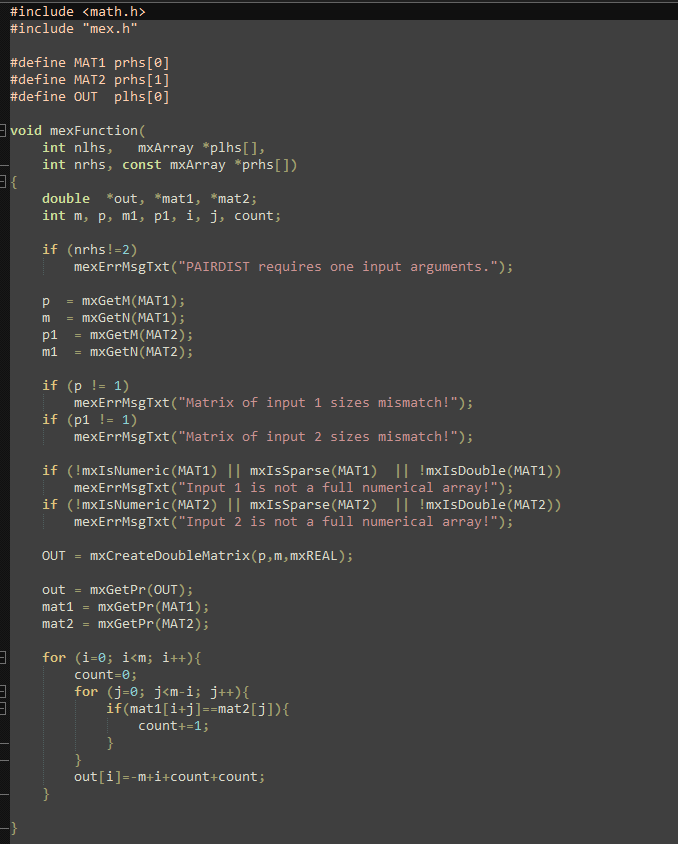 #include <math.h>
#include "mex.h"
#define MAT1 prhs[0]
#define MAT2 prhs[1]
#define OUT  plhs[0]
void mexFunction(
    int nlhs,   mxArray *plhs[],
    int nrhs, const mxArray *prhs[])
{
    double  *out, *mat1, *mat2;
    int m, p, m1, p1, i, j, count;
    if (nrhs!=2)
        mexErrMsgTxt("PAIRDIST requires one input arguments.");
    p  = mxGetM(MAT1);
    m  = mxGetN(MAT1);
    p1  = mxGetM(MAT2);
    m1  = mxGetN(MAT2);
    if (p != 1)
        mexErrMsgTxt("Matrix of input 1 sizes mismatch!");
    if (p1 != 1)
        mexErrMsgTxt("Matrix of input 2 sizes mismatch!");
    if (!mxIsNumeric(MAT1) || mxIsSparse(MAT1)  || !mxIsDouble(MAT1))
        mexErrMsgTxt("Input 1 is not a full numerical array!");
    if (!mxIsNumeric(MAT2) || mxIsSparse(MAT2)  || !mxIsDouble(MAT2))
        mexErrMsgTxt("Input 2 is not a full numerical array!");
    OUT = mxCreateDoubleMatrix(p,m,mxREAL);
    out = mxGetPr(OUT);
    mat1 = mxGetPr(MAT1);
    mat2 = mxGetPr(MAT2);
    for (i=0; i<m; i++){
        count=0;
        for (j=0; j<m-i; j++){
            if(mat1[i+j]==mat2[j]){
                count+=1;
            }
        }
        out[i]=-m+i+count+count;
    }
}